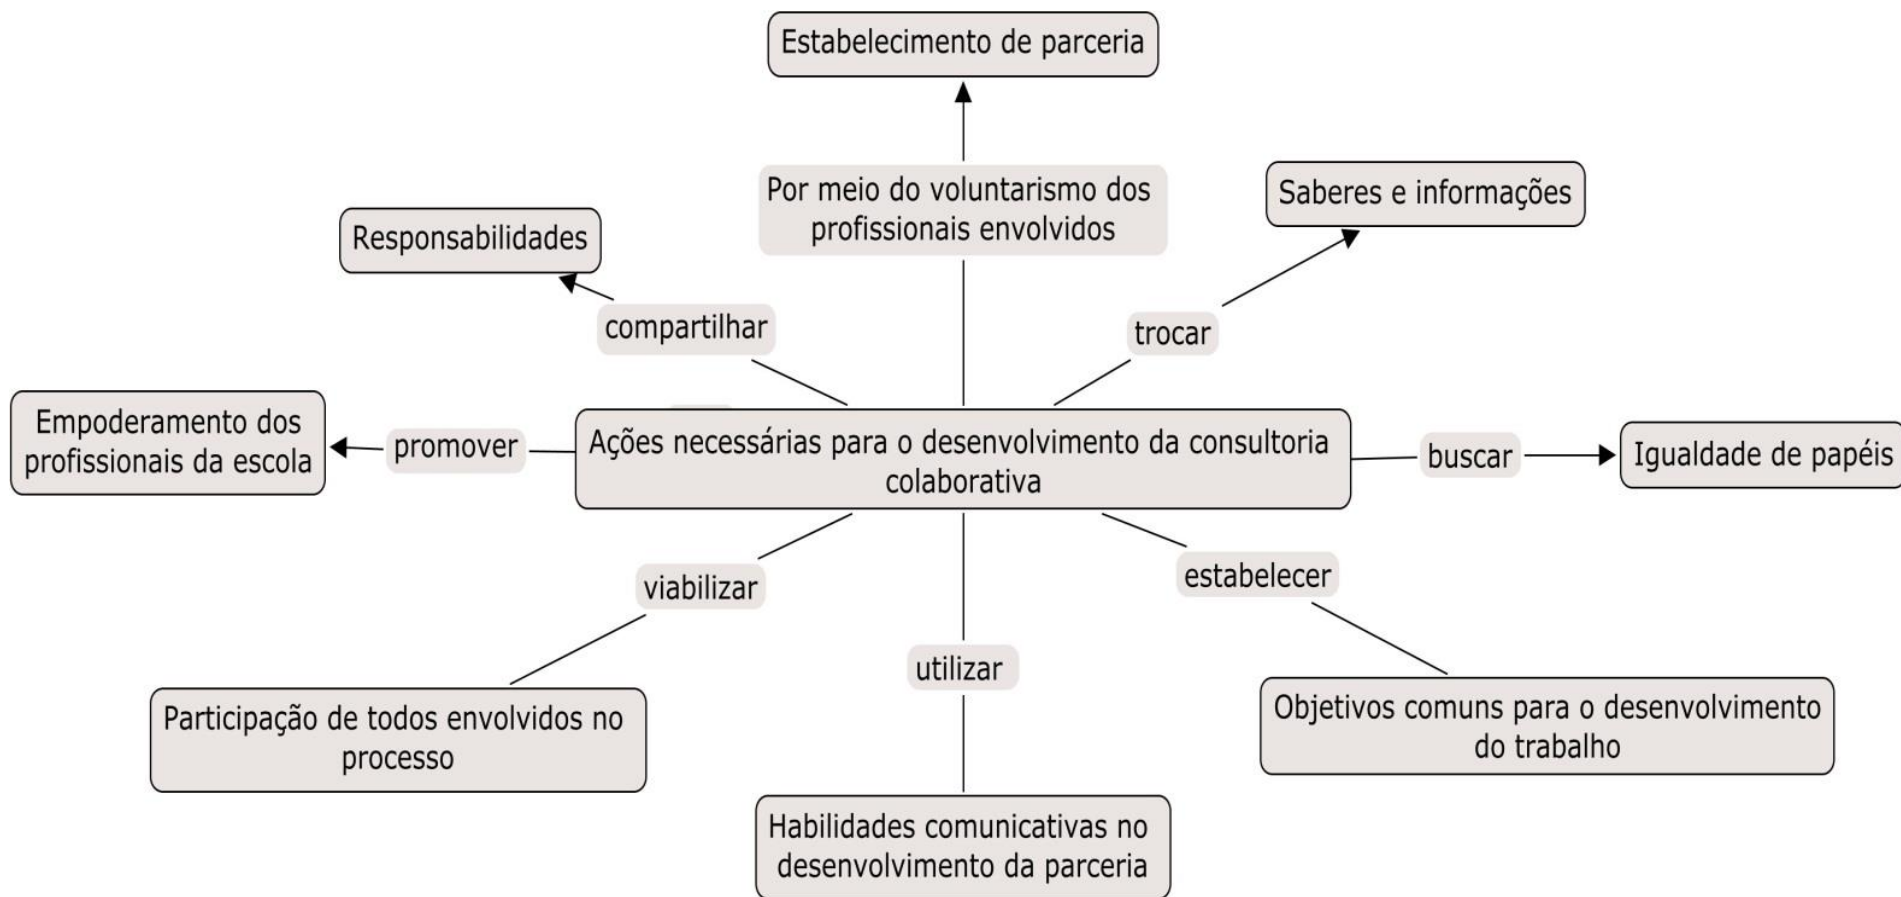 Estabelecimento de parceria
Por meio do voluntarismo dos
profissionais envolvidos
Saberes e informações
Responsabilidades
compartilhar
trocar
Empoderamento dos
profissionais da escola
promover
Ações necessárias para o desenvolvimento da consultoria
colaborativa
buscar
Igualdade de papéis
viabilizar
estabelecer
utilizar
Participação de todos envolvidos no
processo
Objetivos comuns para o desenvolvimento
do trabalho
Habilidades comunicativas no
desenvolvimento da parceria